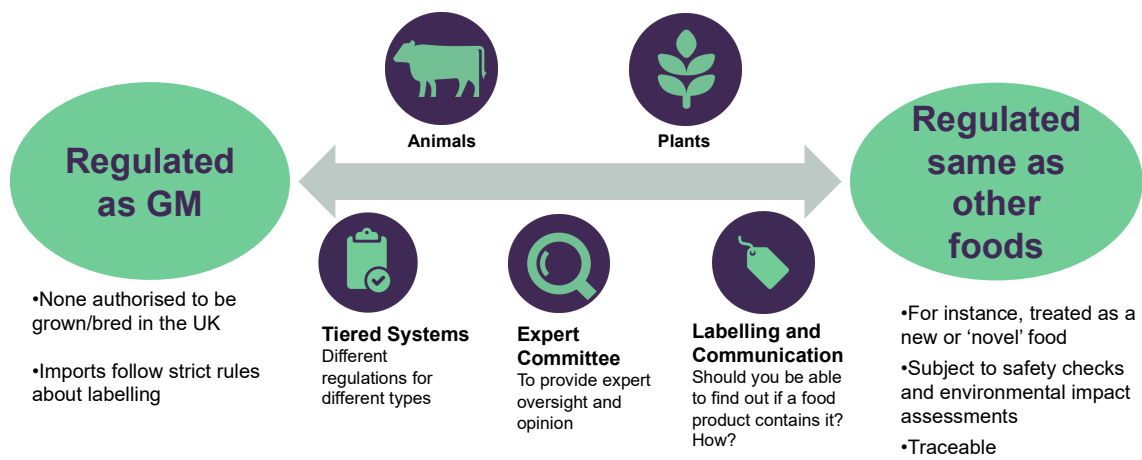 Animals
Plants
Regulated
as GM
Regulated
same as
other
foods
•None authorised to be
grown/bred in the UK
•Imports follow strict rules
about labelling
Tiered Systems
Different
regulations for
different types
Expert
Committee
To provide expert
oversight and
opinion
Labelling and
Communication
Should you be able
to find out if a food
product contains it?
How?
•For instance, treated as a
new or ‘novel’ food
•Subject to safety checks
and environmental impact
assessments
•Traceable